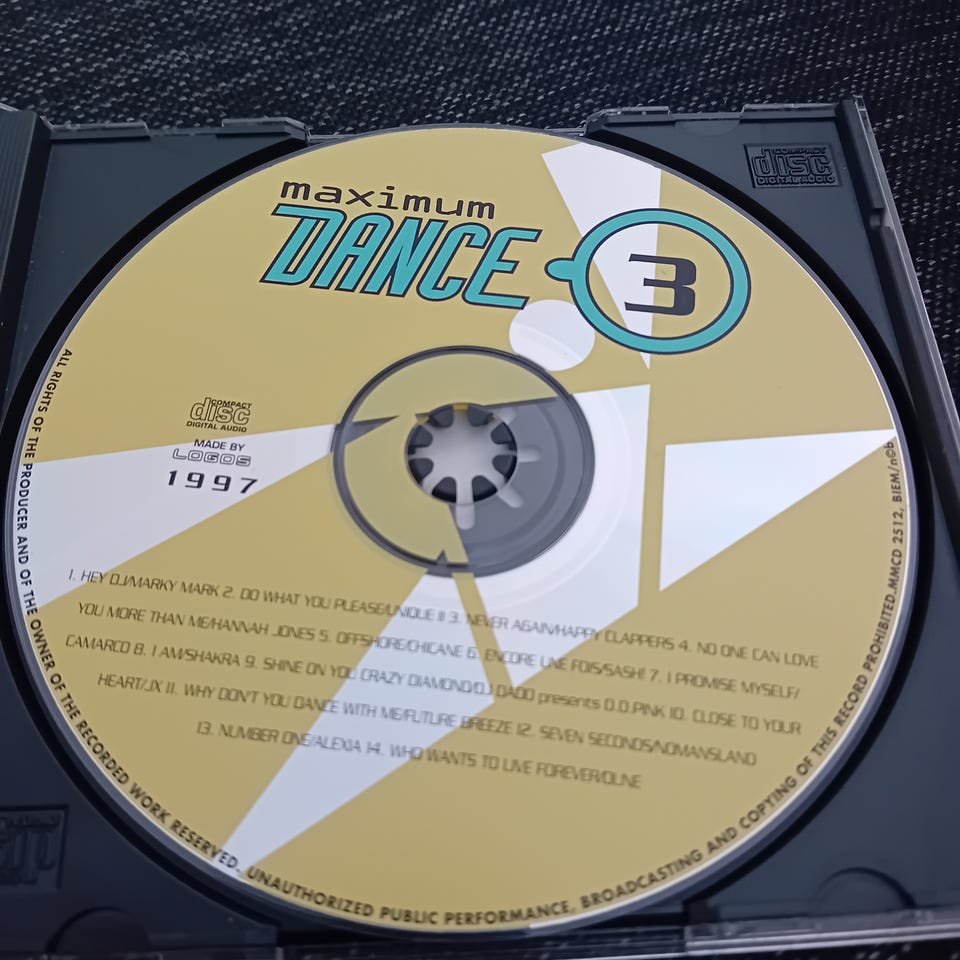 maximum
DANCE 3
COMPACT
disc
DIGITAL AUDIO
COMPACT
disc
DIGITAL AUDIO
MADE BY
LOGOS
1997
1. HEY DJ/MARKY MARK 2. DO WHAT YOU PLEASE/UNIQUE II 3. NEVER AGAIN/HAPPY CLAPPERS 4. NO ONE CAN LOVE
YOU MORE THAN ME/HANNAH JONES 5. OFFSHORE/CHICANE 6. ENCORE UNE FOIS/SASH! 7. I PROMISE MYSELF/
CAMARCO 8. I AM/SHAKRA 9. SHINE ON YOU CRAZY DIAMOND/DJ DADO presents D.D.PINK 10. CLOSE TO YOUR
HEART/JX 11. WHY DON'T YOU DANCE WITH ME/FUTURE BREEZE 12. SEVEN SECONDS/NOMANSLAND
13. NUMBER ONE/ALEXIA 14. WHO WANTS TO LIVE FOREVER/DLNE
ALL RIGHTS OF THE PRODUCER AND OF THE OWNER OF THE RECORDED WORK RESERVED. UNAUTHORIZED PUBLIC PERFORMANCE, BROADCASTING AND COPYING OF THIS RECORD PROHIBITED. MMCD 2512, BIEM/n©b